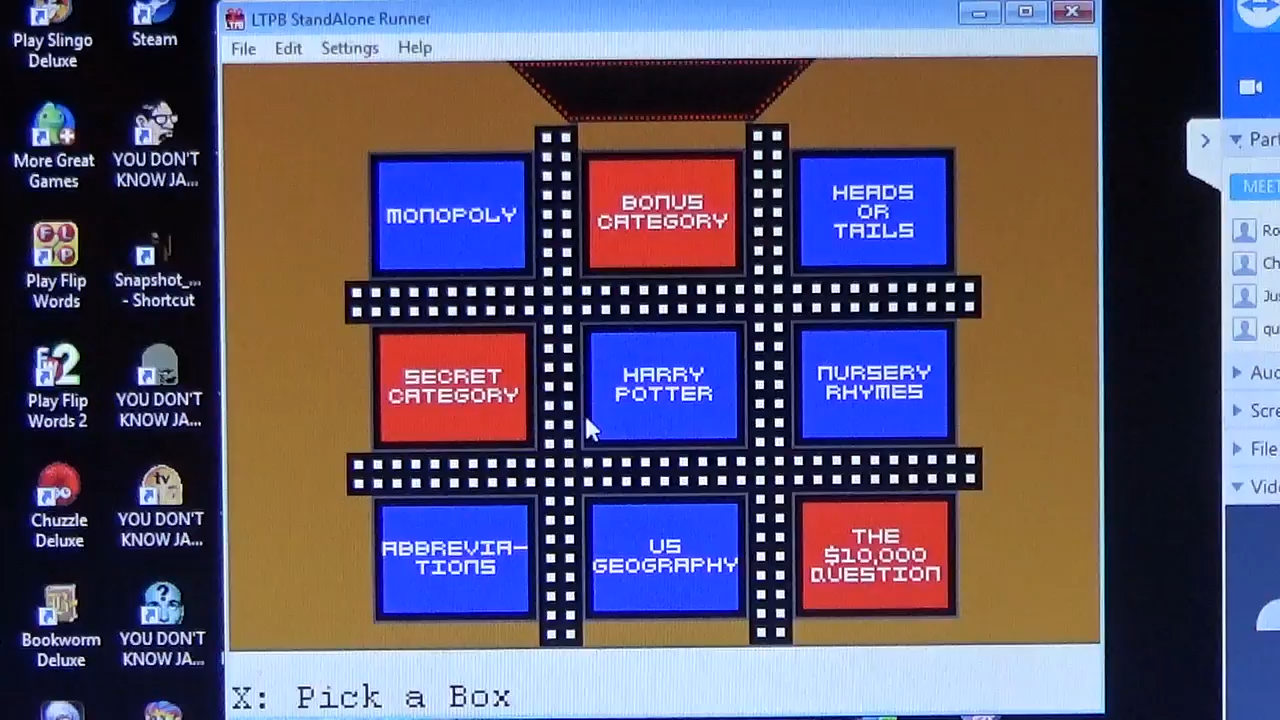 Play Slingo
Deluxe
Steam
More Great
Games
YOU DON'T
KNOW JA...
Play Flip
Words
Snapshot_...
- Shortcut
Play Flip
Words 2
YOU DON'T
KNOW JA...
Chuzzle
Deluxe
YOU DON'T
KNOW JA...
Bookworm
Deluxe
YOU DON'T
KNOW JA...
LTPB StandAlone Runner
File Edit Settings Help
MONOPOLY
BONUS
CATEGORY
HEADS
OR
TAILS
SECRET
CATEGORY
HARRY
POTTER
NURSERY
RHYMES
ABBREVIA-
TIONS
US
GEOGRAPHY
THE
$10,000
QUESTION
X: Pick a Box